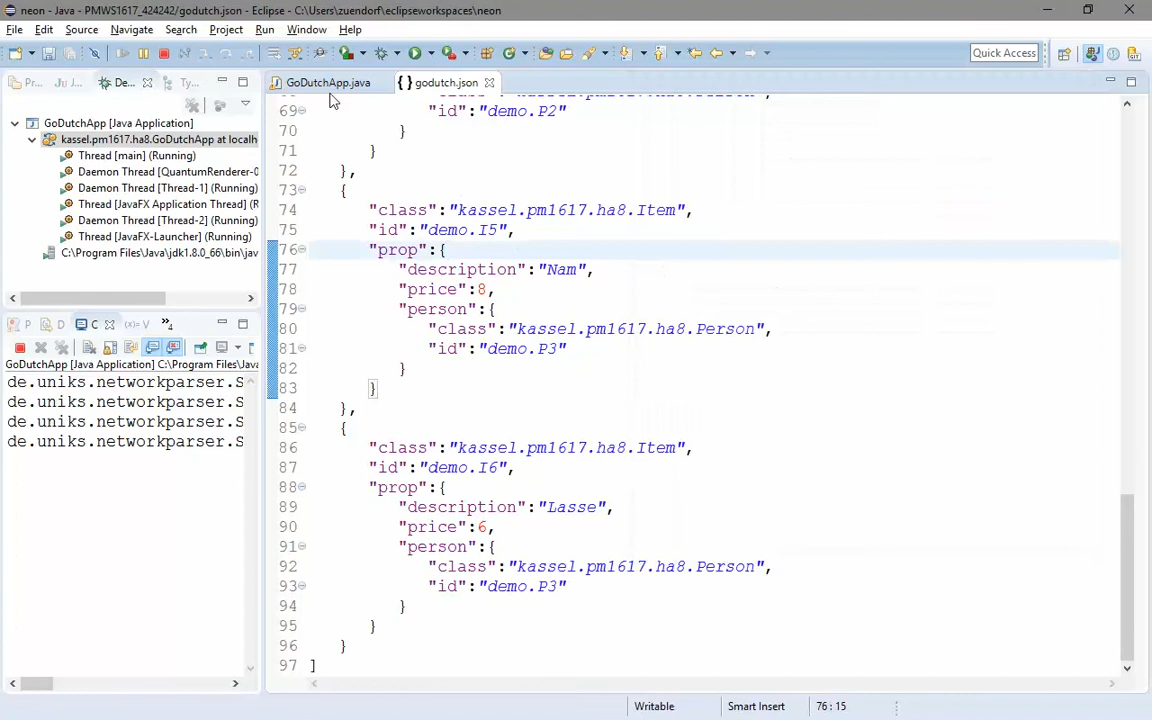 neon - Java - PMWS1617_424242/godutch.json - Eclipse - C:\Users\zuendorf\eclipseworkspaces\neon
File Edit Source Navigate Search Project Run Window Help
Quick Access
Pr... Ju J... De... Ty...
GoDutchApp.java godutch.json
GoDutchApp [Java Application]
kassel.pm1617.ha8.GoDutchApp at localh
Thread [main] (Running)
Daemon Thread [QuantumRenderer-0
Daemon Thread [Thread-1] (Running)
Thread [JavaFX Application Thread] (R
Daemon Thread [Thread-2] (Running)
Thread [JavaFX-Launcher] (Running)
C:\Program Files\Java\jdk1.8.0_66\bin\jav
P D C (x)= V »4
GoDutchApp [Java Application] C:\Program Files\Java
de.uniks.networkparser.S
de.uniks.networkparser.S
de.uniks.networkparser.S
de.uniks.networkparser.S
69 "id":"demo.P2"
70 }
71 }
72 },
73 {
74 "class":"kassel.pm1617.ha8.Item",
75 "id":"demo.I5",
76 "prop":{
77 "description":"Nam",
78 "price":8,
79 "person":{
80 "class":"kassel.pm1617.ha8.Person",
81 "id":"demo.P3"
82 }
83 }
84 },
85 {
86 "class":"kassel.pm1617.ha8.Item",
87 "id":"demo.I6",
88 "prop":{
89 "description":"Lasse",
90 "price":6,
91 "person":{
92 "class":"kassel.pm1617.ha8.Person",
93 "id":"demo.P3"
94 }
95 }
96 }
97 ]
Writable Smart Insert 76 : 15